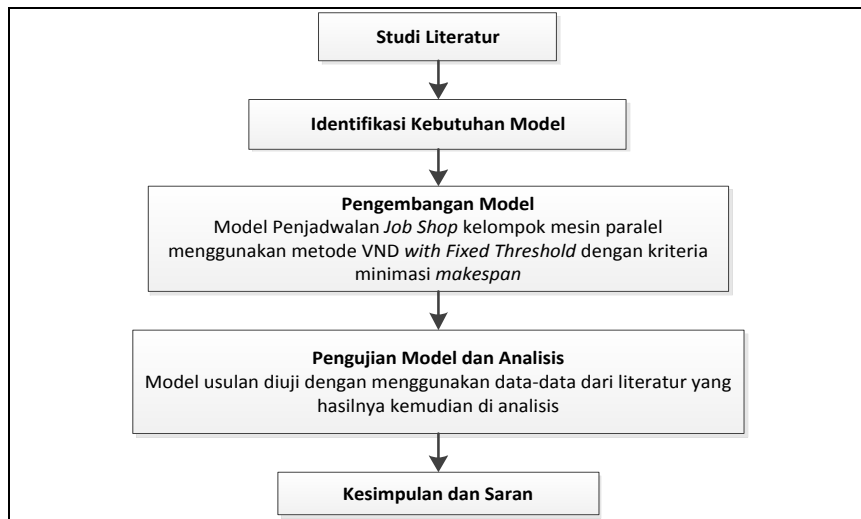 Studi Literatur
Identifikasi Kebutuhan Model
Pengembangan Model
Model Penjadwalan Job Shop kelompok mesin paralel
menggunakan metode VND with Fixed Threshold dengan kriteria
minimasi makespan
Pengujian Model dan Analisis
Model usulan diuji dengan menggunakan data-data dari literatur yang
hasilnya kemudian di analisis
Kesimpulan dan Saran